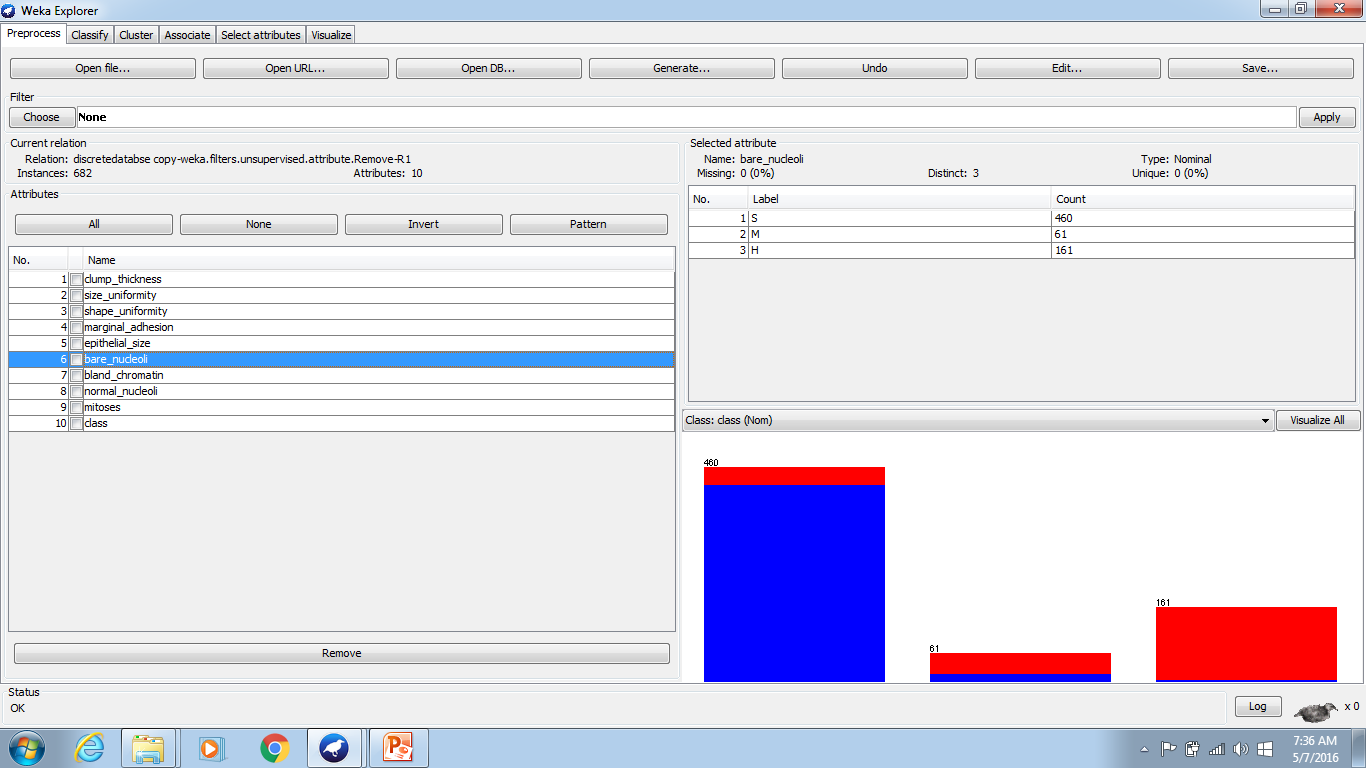 Weka Explorer
Preprocess Classify Cluster Associate Select attributes Visualize
Open file... Open URL... Open DB... Generate... Undo Edit... Save...
Filter
Choose None Apply
Current relation
Relation: discretedatabse copy-weka.filters.unsupervised.attribute.Remove-R1
Instances: 682 Attributes: 10
Attributes
All None Invert Pattern
No. Name
1 clump_thickness
2 size_uniformity
3 shape_uniformity
4 marginal_adhesion
5 epithelial_size
6 bare_nucleoli
7 bland_chromatin
8 normal_nucleoli
9 mitoses
10 class
Remove
Selected attribute
Name: bare_nucleoli Type: Nominal
Missing: 0 (0%) Distinct: 3 Unique: 0 (0%)
No. Label Count
1 S 460
2 M 61
3 H 161
Class: class (Nom) Visualize All
460
61
161
Status
OK
Log x 0
7:36 AM
5/7/2016